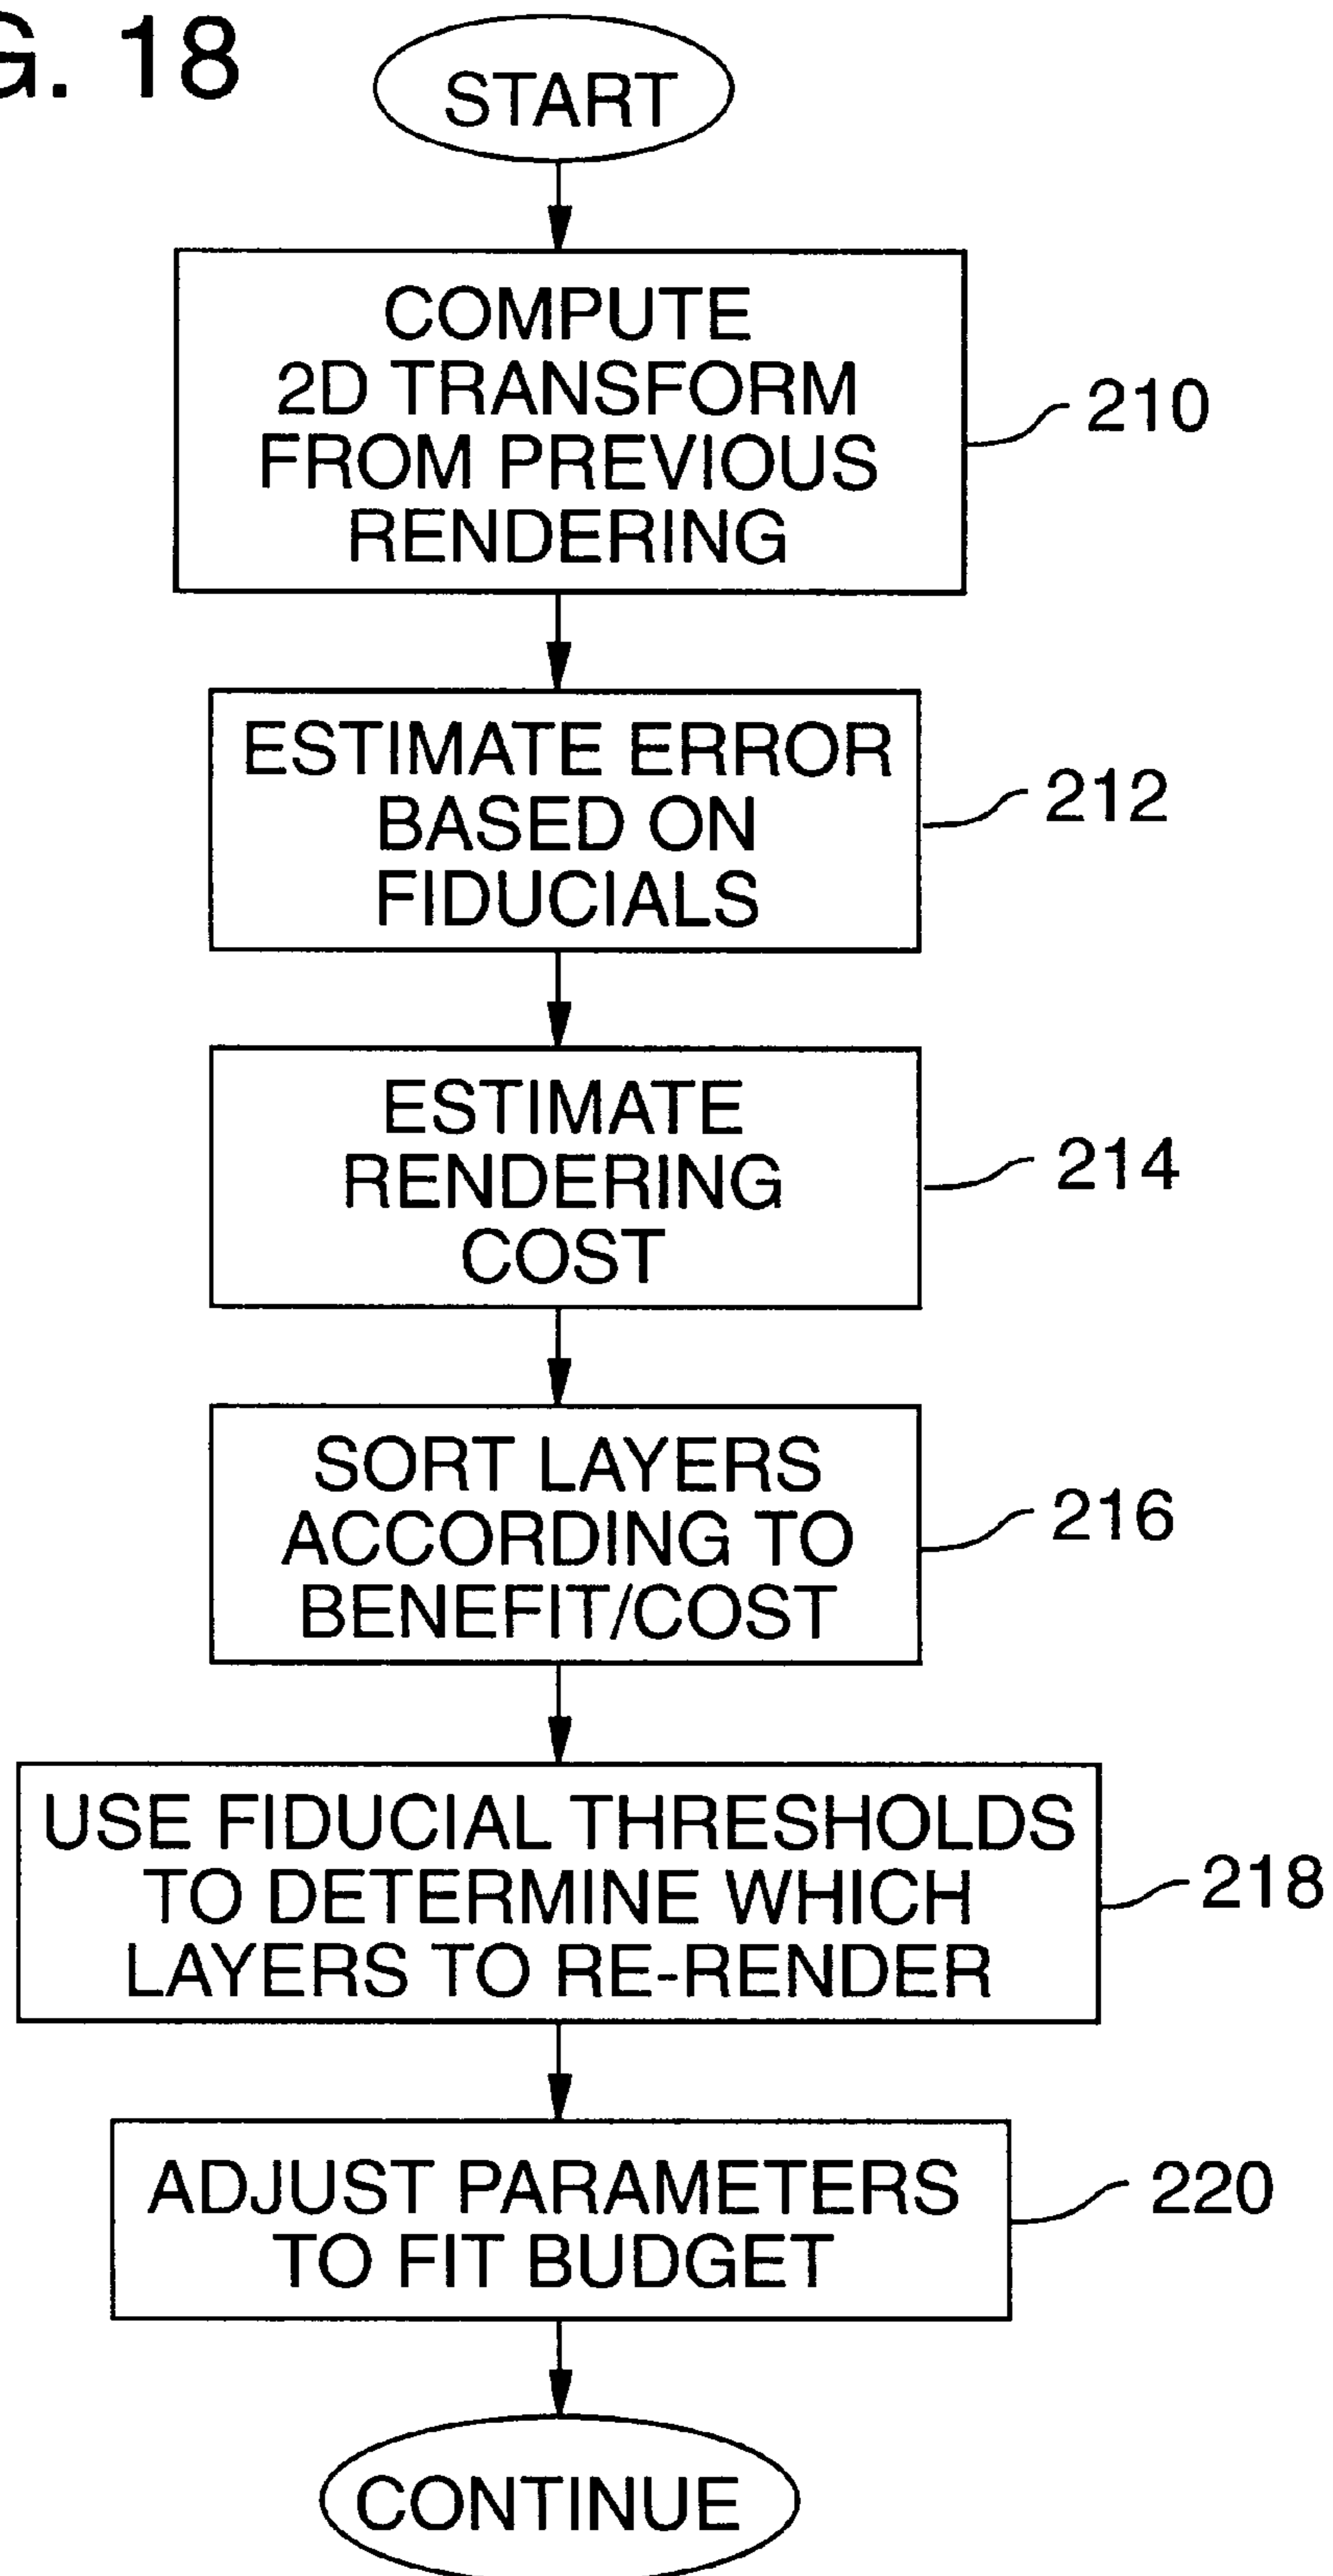 G. 18
START
COMPUTE
2D TRANSFORM
FROM PREVIOUS
RENDERING
210
ESTIMATE ERROR
BASED ON
FIDUCIALS
212
ESTIMATE
RENDERING
COST
214
SORT LAYERS
ACCORDING TO
BENEFIT/COST
216
USE FIDUCIAL THRESHOLDS
TO DETERMINE WHICH
LAYERS TO RE-RENDER
218
ADJUST PARAMETERS
TO FIT BUDGET
220
CONTINUE